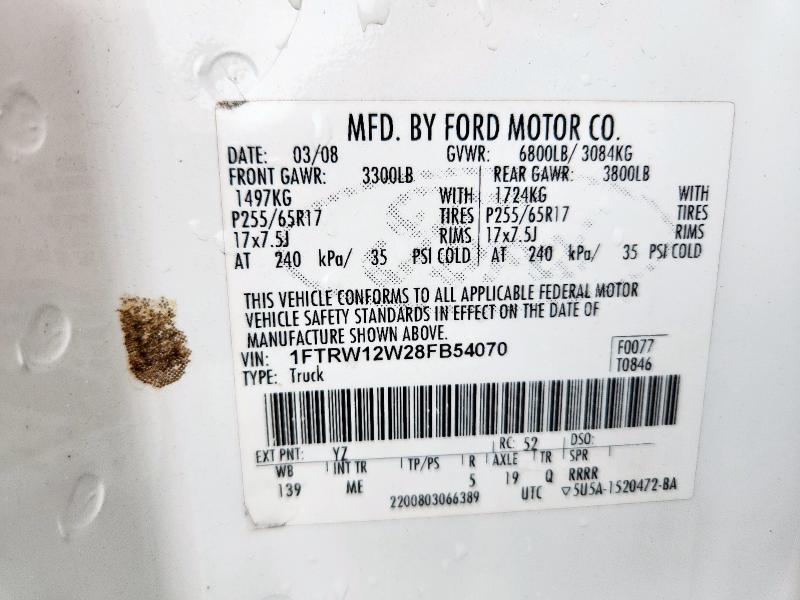 MFD. BY FORD MOTOR CO.
DATE: 03/08 GVWR: 6800LB/ 3084KG
FRONT GAWR: 3300LB REAR GAWR: 3800LB
1497KG WITH 1724KG WITH
P255/65R17 TIRES P255/65R17 TIRES
17x7.5J RIMS 17x7.5J RIMS
AT 240 kPa/ 35 PSI COLD AT 240 kPa/ 35 PSI COLD
THIS VEHICLE CONFORMS TO ALL APPLICABLE FEDERAL MOTOR
VEHICLE SAFETY STANDARDS IN EFFECT ON THE DATE OF
MANUFACTURE SHOWN ABOVE.
VIN: 1FTRW12W28FB54070 F0077
TYPE: Truck T0846
EXT PNT: YZ RC: 52 DSO:
WB INT TR TP/PS R AXLE TR SPR
139 ME 5 19 Q RRRR
2200803066389 UTC ▽5U5A-1520472-BA